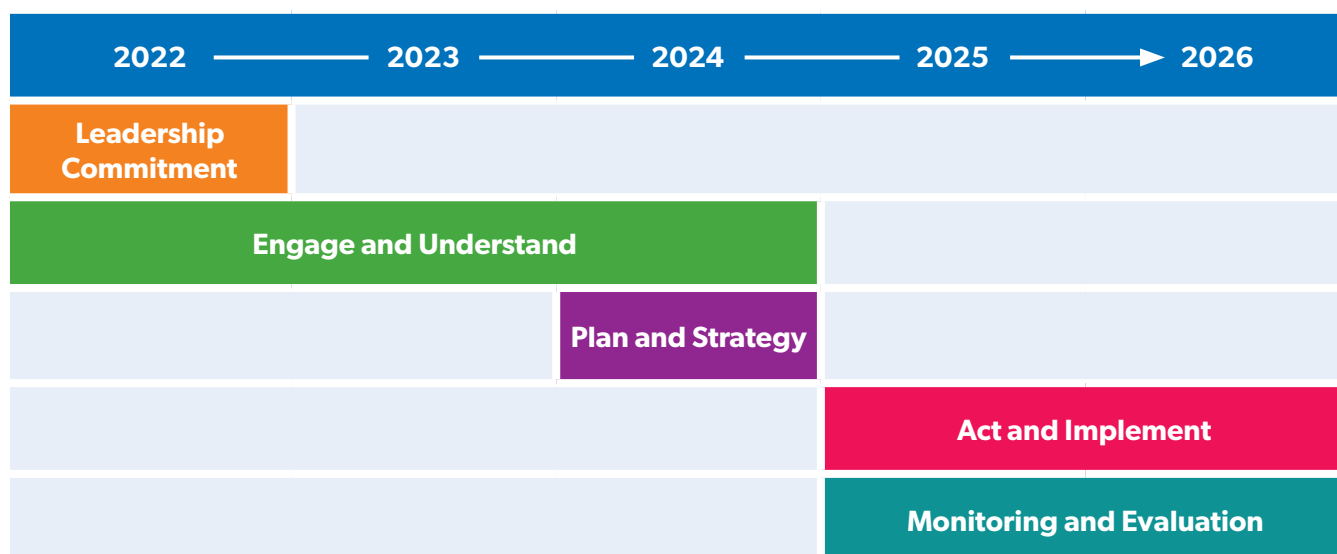 2022 2023 2024 2025 2026
Leadership
Commitment
Engage and Understand
Plan and Strategy
Act and Implement
Monitoring and Evaluation